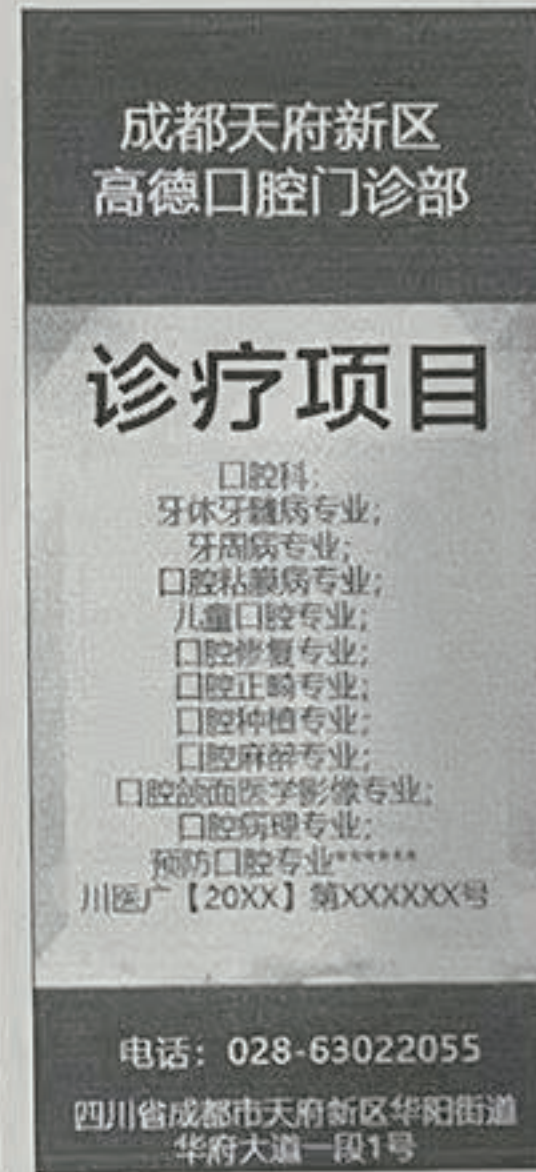 成都天府新区
高德口腔门诊部
诊疗项目
口腔科:
牙体牙髓病专业;
牙周病专业;
口腔粘膜病专业;
儿童口腔专业;
口腔修复专业;
口腔正畸专业;
口腔种植专业;
口腔麻醉专业;
口腔颌面医学影像专业;
口腔病理专业;
预防口腔专业*******
川医广【20XX】第XXXXXX号
电话：028-63022055
四川省成都市天府新区华阳街道
华府大道一段1号